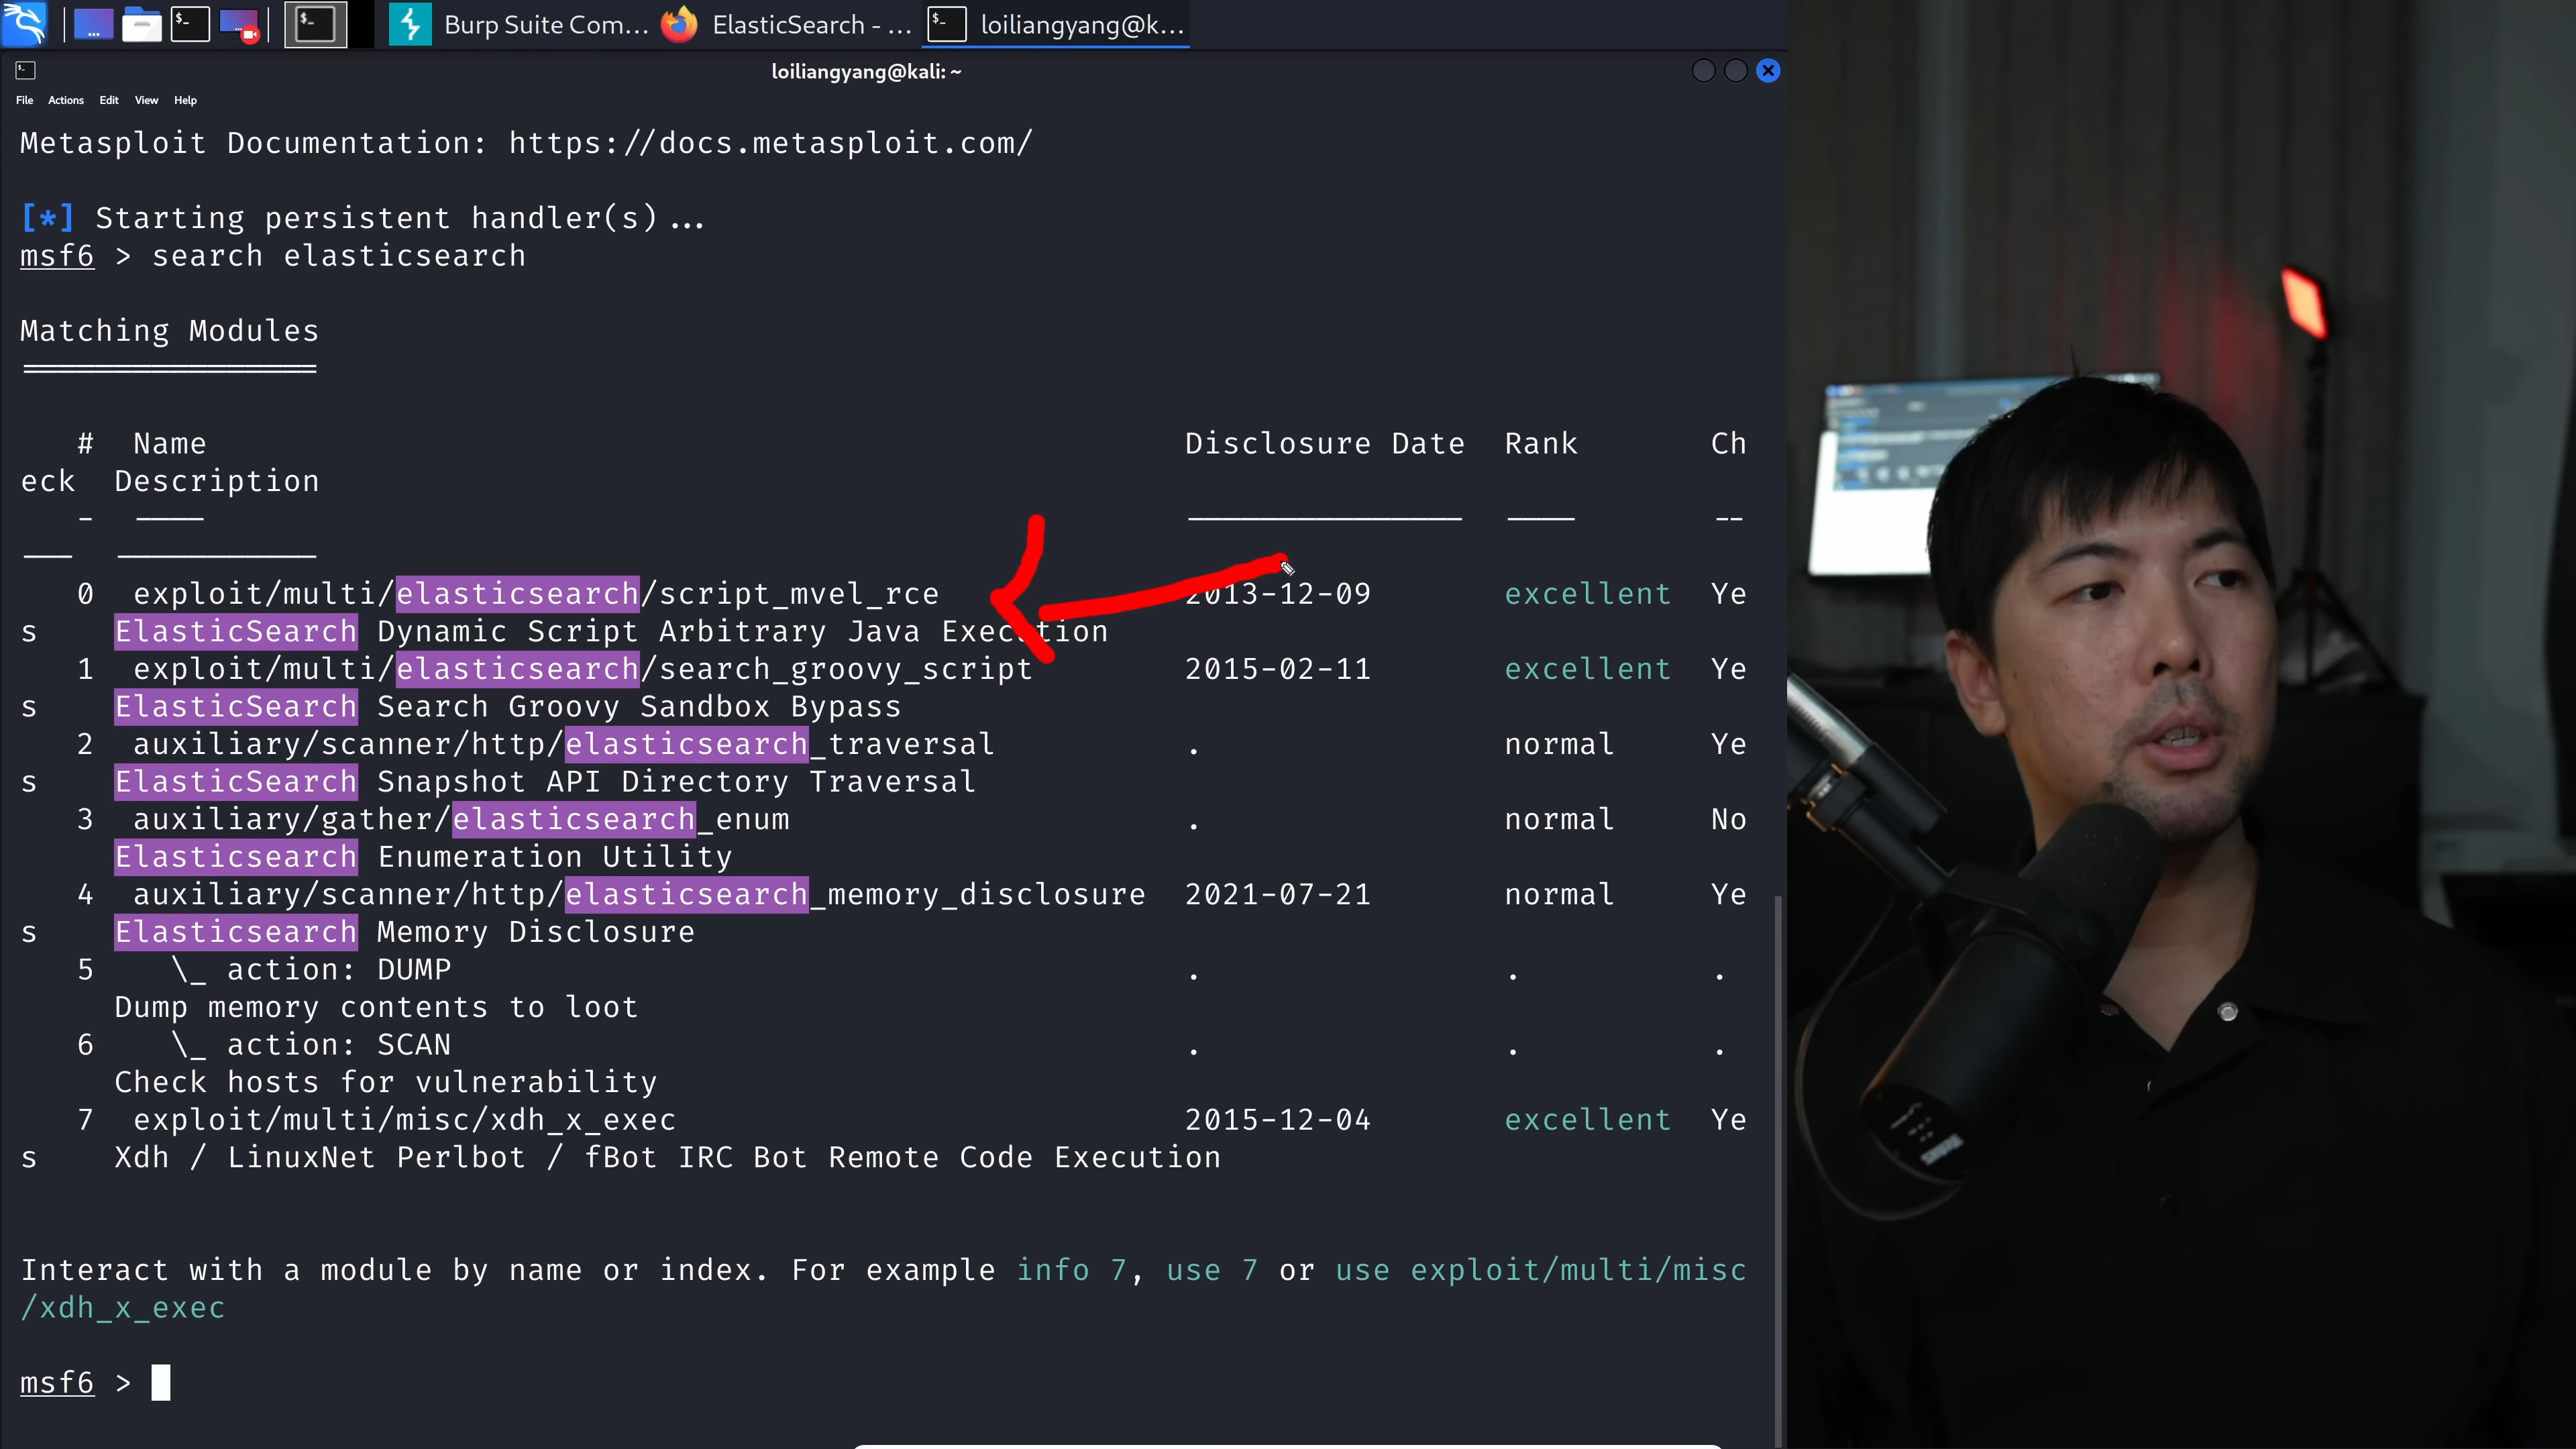 Burp Suite Com... ElasticSearch - ... loiliangyang@k...
loiliangyang@kali: ~
File Actions Edit View Help
Metasploit Documentation: https://docs.metasploit.com/
[*] Starting persistent handler(s)...
msf6 > search elasticsearch
Matching Modules
================
# Name Disclosure Date Rank Ch
eck Description
- ---- --------------- ---- --
--- -----------
0 exploit/multi/elasticsearch/script_mvel_rce 2013-12-09 excellent Ye
s ElasticSearch Dynamic Script Arbitrary Java Execution
1 exploit/multi/elasticsearch/search_groovy_script 2015-02-11 excellent Ye
s ElasticSearch Search Groovy Sandbox Bypass
2 auxiliary/scanner/http/elasticsearch_traversal . normal Ye
s ElasticSearch Snapshot API Directory Traversal
3 auxiliary/gather/elasticsearch_enum . normal No
Elasticsearch Enumeration Utility
4 auxiliary/scanner/http/elasticsearch_memory_disclosure 2021-07-21 normal Ye
s Elasticsearch Memory Disclosure
5 \_ action: DUMP . . .
Dump memory contents to loot
6 \_ action: SCAN . . .
Check hosts for vulnerability
7 exploit/multi/misc/xdh_x_exec 2015-12-04 excellent Ye
s Xdh / LinuxNet Perlbot / fBot IRC Bot Remote Code Execution
Interact with a module by name or index. For example info 7, use 7 or use exploit/multi/misc
/xdh_x_exec
msf6 >